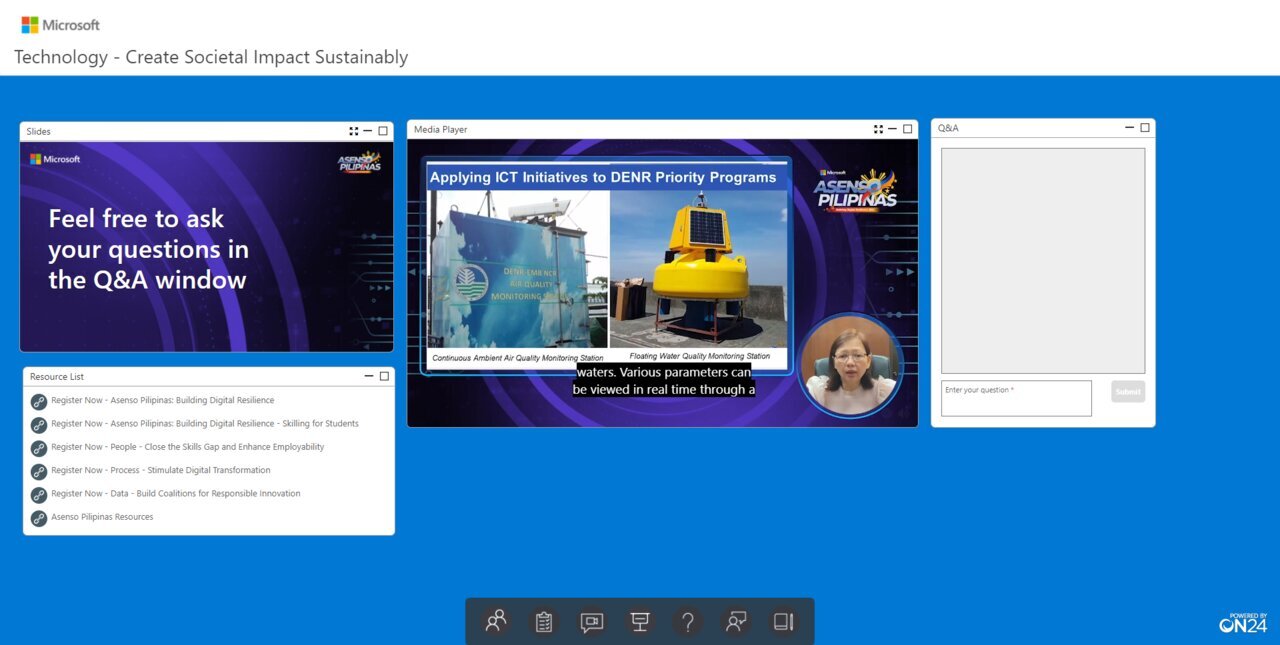 Microsoft
Technology - Create Societal Impact Sustainably
Slides
Microsoft
ASENSO
PILIPINAS
Feel free to ask
your questions in
the Q&A window
Media Player
Applying ICT Initiatives to DENR Priority Programs
Microsoft
ASENSO
PILIPINAS
DENR-EMB NCR
AIR QUALITY
MONITORING
Continuous Ambient Air Quality Monitoring Station
Floating Water Quality Monitoring Station
waters. Various parameters can
be viewed in real time through a
Q&A
Enter your question *
Submit
Resource List
Register Now - Asenso Pilipinas: Building Digital Resilience
Register Now - Asenso Pilipinas: Building Digital Resilience - Skilling for Students
Register Now - People - Close the Skills Gap and Enhance Employability
Register Now - Process - Stimulate Digital Transformation
Register Now - Data - Build Coalitions for Responsible Innovation
Asenso Pilipinas Resources
POWERED BY
ON24